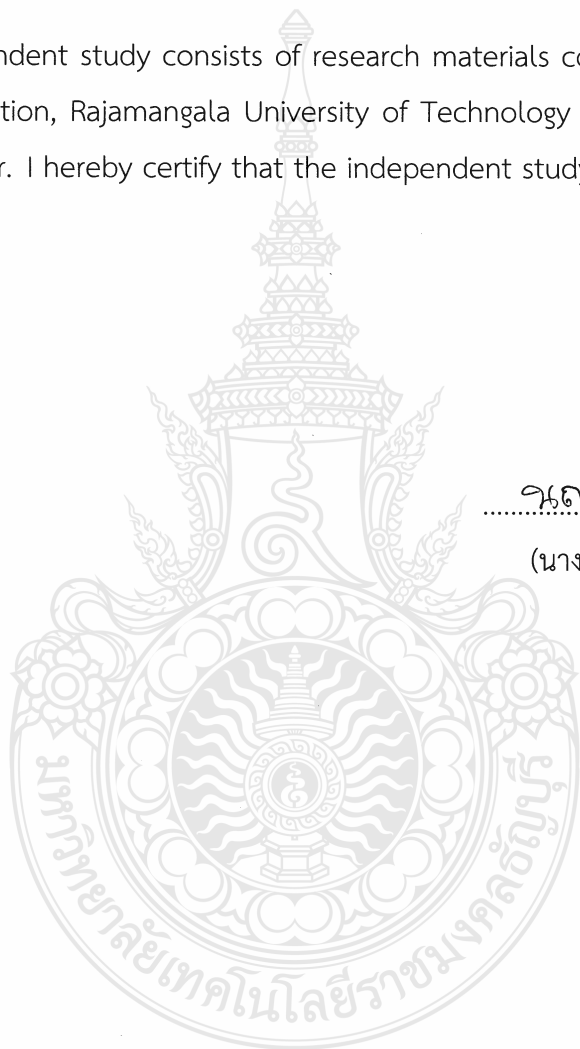 ndent study consists of research materials co
tion, Rajamangala University of Technology
r. I hereby certify that the independent study
(นาง
มหาวิทยาลัยเทคโนโลยีราชมงคลธัญบุรี